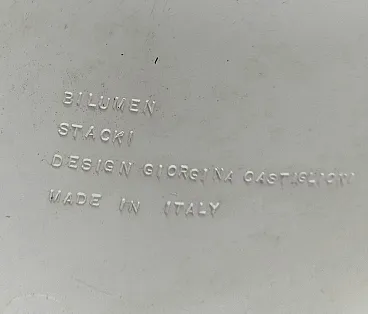 BILUMEN
STACKI
DESIGN GIORGINA CASTIGLIONI
MADE IN ITALY